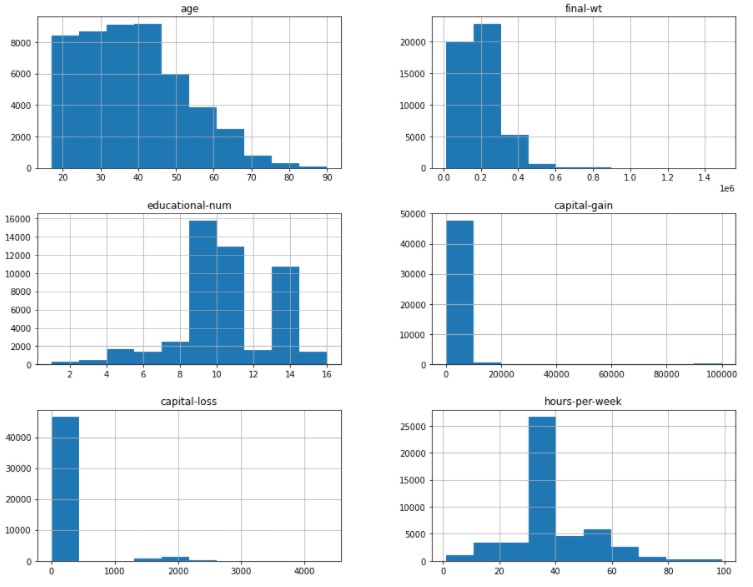 age
8000
6000
4000
2000
0
20 30 40 50 60 70 80 90
final-wt
20000
15000
10000
5000
0
0.0 0.2 0.4 0.6 0.8 1.0 1.2 1.4
1e6
educational-num
16000
14000
12000
10000
8000
6000
4000
2000
0
2 4 6 8 10 12 14 16
capital-gain
50000
40000
30000
20000
10000
0
0 20000 40000 60000 80000 100000
capital-loss
40000
30000
20000
10000
0
0 1000 2000 3000 4000
hours-per-week
25000
20000
15000
10000
5000
0
0 20 40 60 80 100